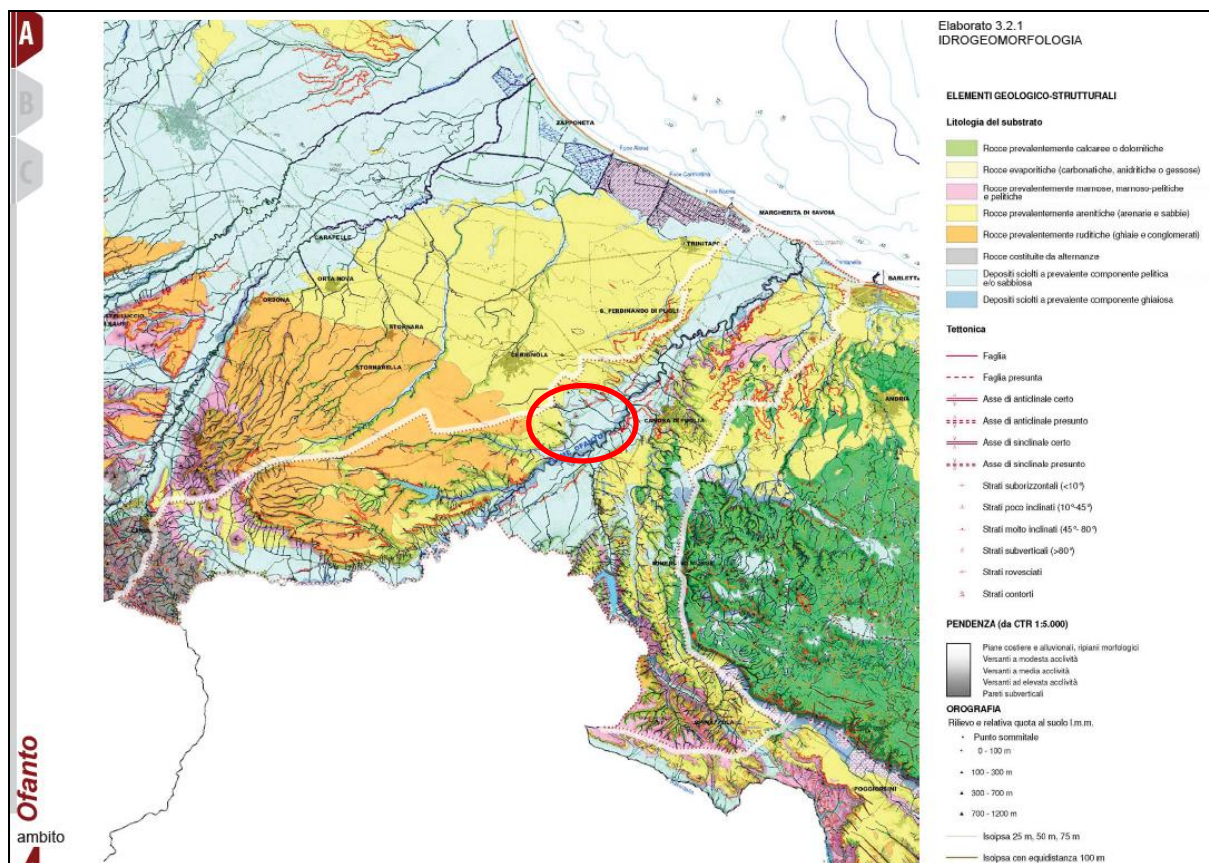 A
B
C
Ofanto
ambito
Elaborato 3.2.1
IDROGEOMORFOLOGIA
ELEMENTI GEOLOGICO-STRUTTURALI
Litologia del substrato
Rocce prevalentemente calcaree o dolomitiche
Rocce evaporitiche (carbonatiche, anidritiche o gessose)
Rocce prevalentemente marnose, marnoso-pelitiche
e pelitiche
Rocce prevalentemente arenitiche (arenarie e sabbie)
Rocce prevalentemente ruditiche (ghiaie e conglomerati)
Rocce costituite da alternanze
Depositi sciolti a prevalente componente pelitica
e/o sabbiosa
Depositi sciolti a prevalente componente ghiaiosa
Tettonica
Faglia
Faglia presunta
Asse di anticlinale certo
Asse di anticlinale presunto
Asse di sinclinale certo
Asse di sinclinale presunto
Strati suborizzontali (<10°)
Strati poco inclinati (10°-45°)
Strati molto inclinati (45°- 80°)
Strati subverticali (>80°)
Strati rovesciati
Strati contorti
PENDENZA (da CTR 1:5.000)
Piane costiere e alluvionali, ripiani morfologici
Versanti a modesta acclività
Versanti a media acclività
Versanti ad elevata acclività
Pareti subverticali
OROGRAFIA
Rilievo e relativa quota al suolo l.m.m.
Punto sommitale
0 - 100 m
100 - 300 m
300 - 700 m
700 - 1200 m
Isoipsa 25 m, 50 m, 75 m
Isoipsa con equidistanza 100 m
ZAPPONETA
MARGHERITA DI SAVOIA
TRINITAP
BARLETTA
CARAPELLE
ORTA NOVA
ORDONA
STORNARA
S. FERDINANDO DI PUGLI
CERIGNOLA
STORNARELLA
CANOSA DI PUGLIA
ANDRIA
SPINAZZOLA
POGGIORSINI